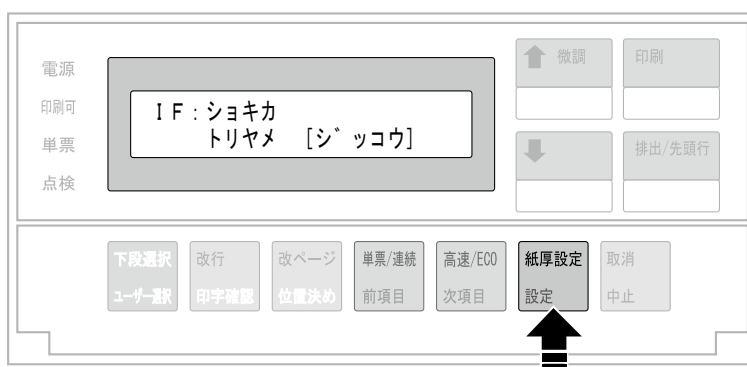 電源
印刷可
単票
点検
IF:ショキカ
トリヤメ [ジッコウ]
微調
印刷
排出/先頭行
下段選択
ユーザー選択
改行
印字確認
改ページ
位置決め
単票/連続
前項目
高速/ECO
次項目
紙厚設定
設定
取消
中止